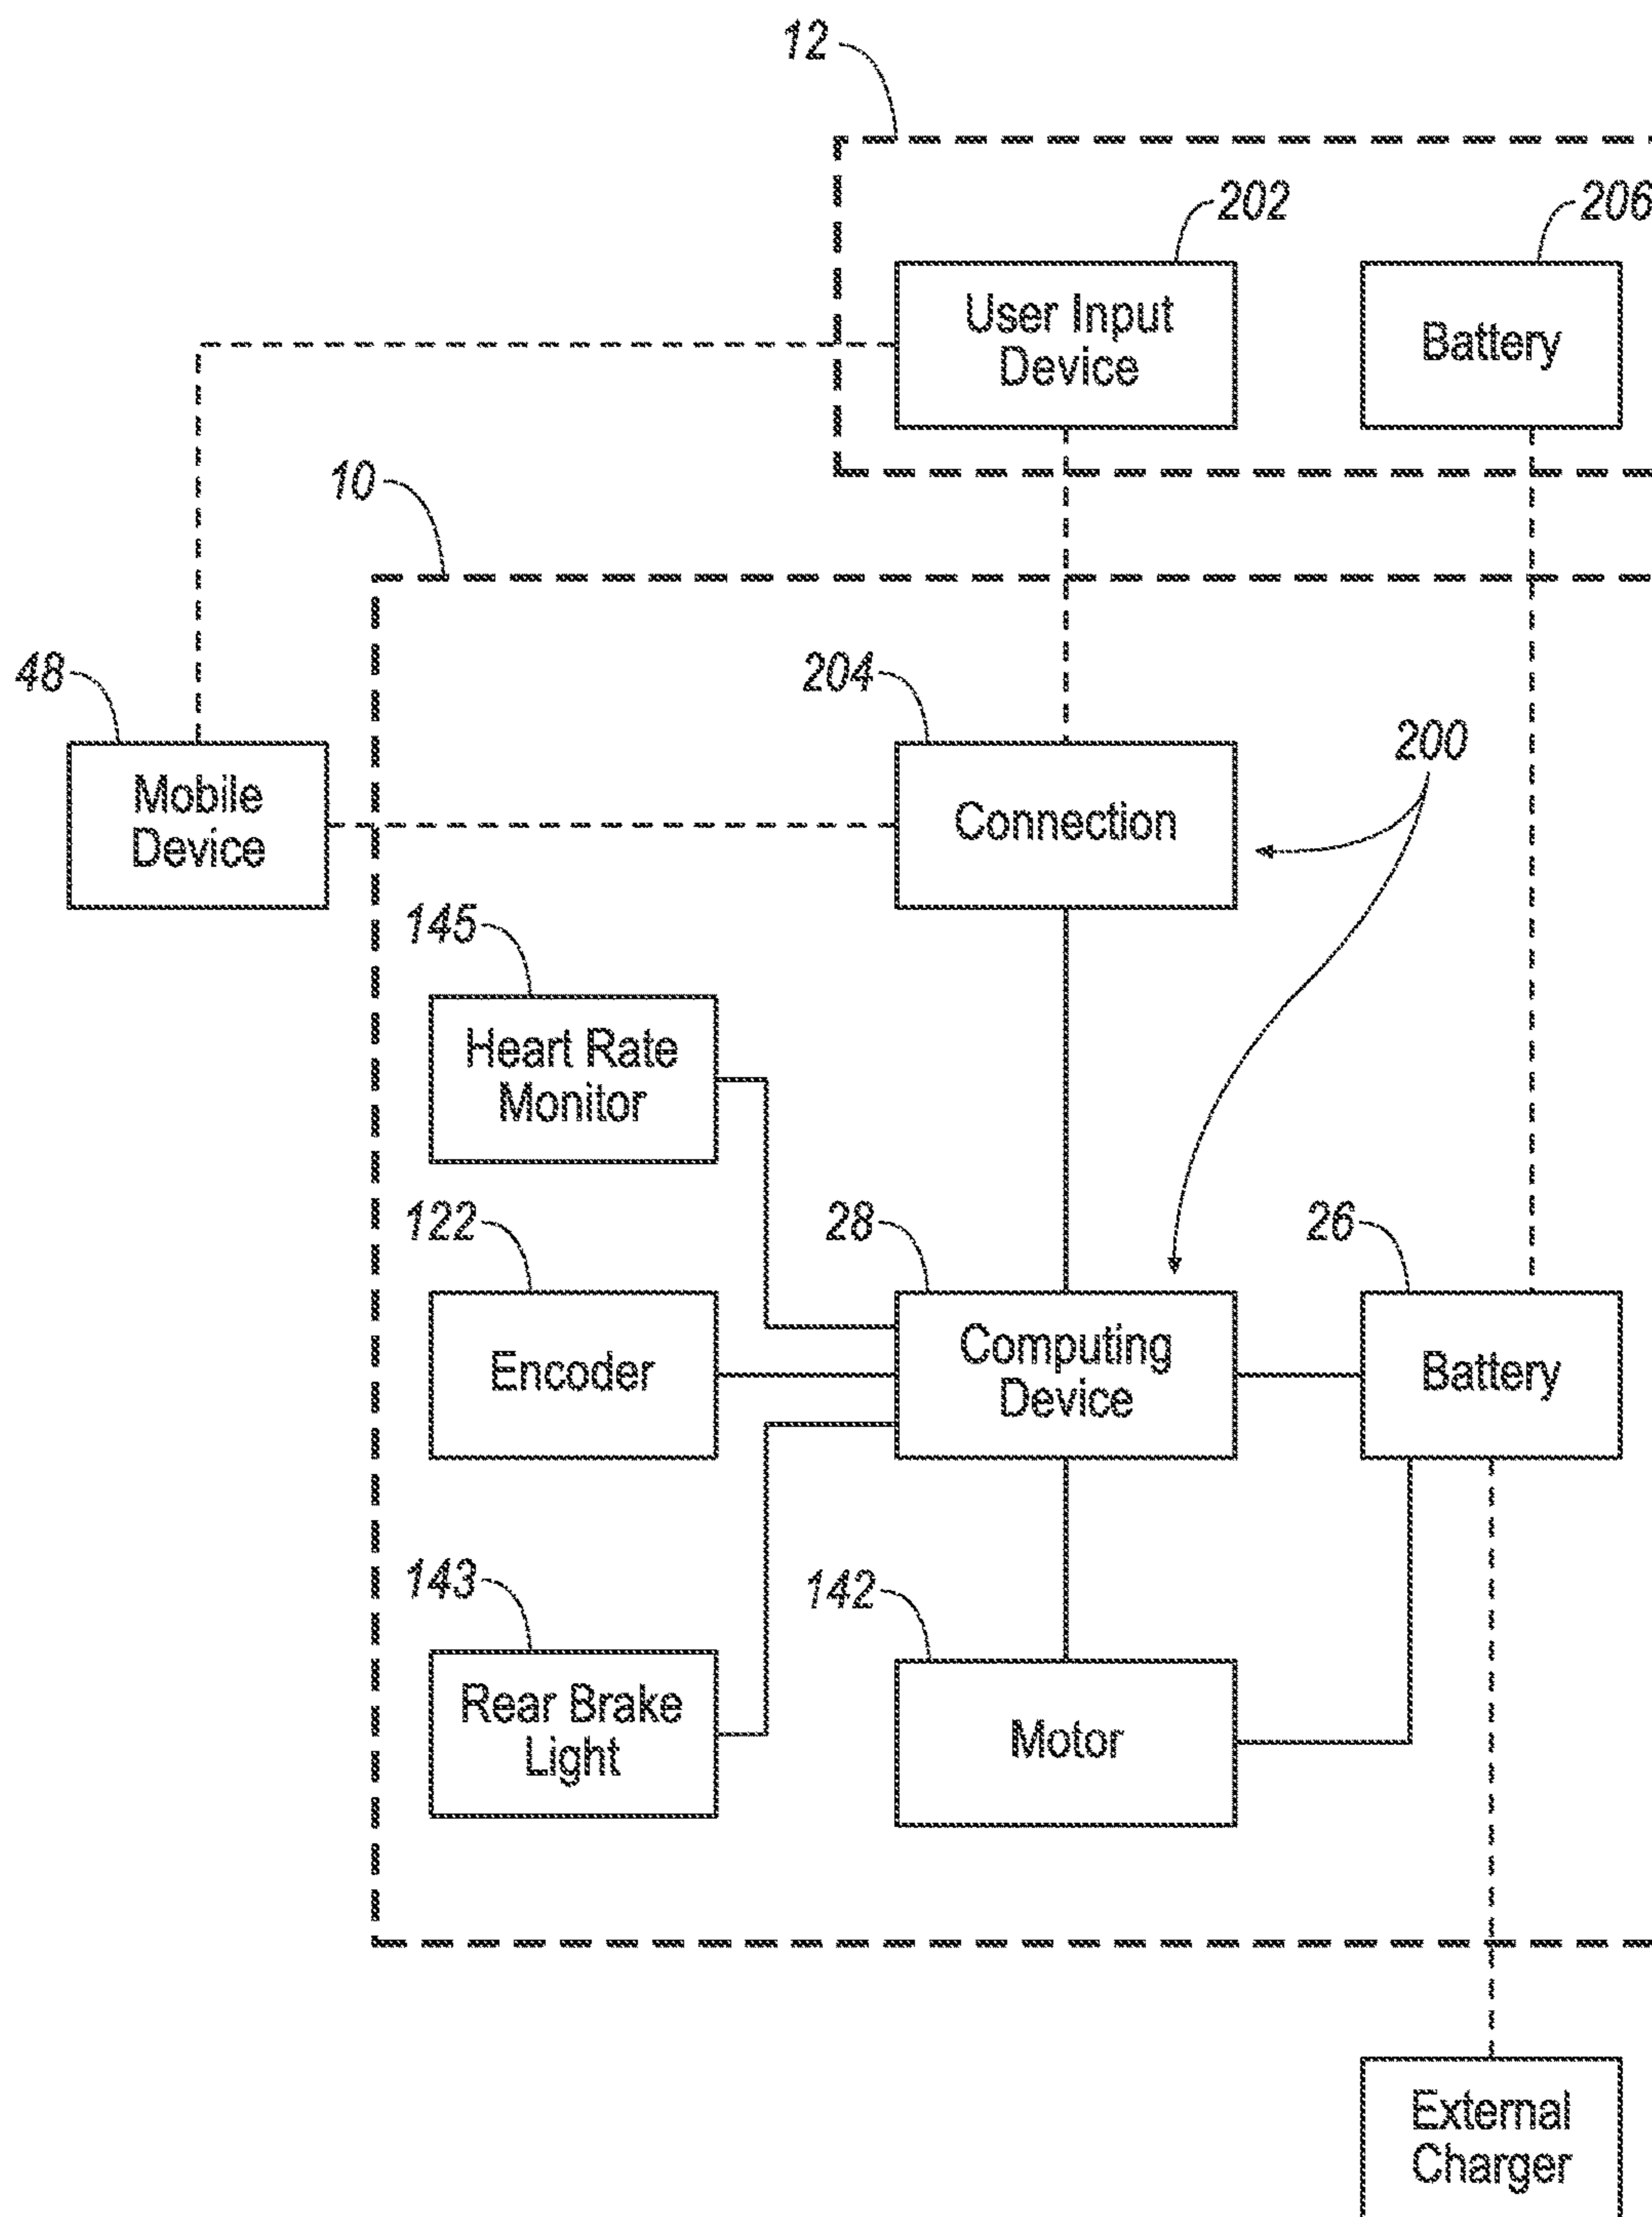 12
202
206
User Input
Device
Battery
10
48
204
200
Mobile
Device
Connection
145
Heart Rate
Monitor
122
28
26
Encoder
Computing
Device
Battery
143
142
Rear Brake
Light
Motor
External
Charger